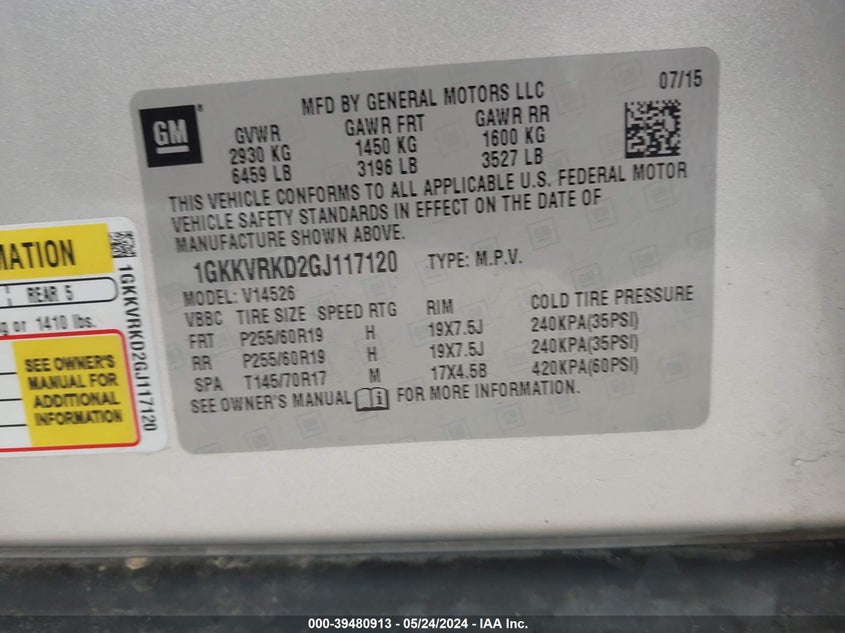 GM
®
MFD BY GENERAL MOTORS LLC
07/15
GVWR GAWR FRT GAWR RR
2930 KG 1450 KG 1600 KG
6459 LB 3196 LB 3527 LB
THIS VEHICLE CONFORMS TO ALL APPLICABLE U.S. FEDERAL MOTOR
VEHICLE SAFETY STANDARDS IN EFFECT ON THE DATE OF
MANUFACTURE SHOWN ABOVE.
1GKKVRKD2GJ117120 TYPE: M.P.V.
MODEL: V14526
VBBC TIRE SIZE SPEED RTG RIM COLD TIRE PRESSURE
FRT P255/60R19 H 19X7.5J 240KPA(35PSI)
RR P255/60R19 H 19X7.5J 240KPA(35PSI)
SPA T145/70R17 M 17X4.5B 420KPA(60PSI)
SEE OWNER'S MANUAL FOR MORE INFORMATION.
REAR 5
or 1410 lbs.
SEE OWNER'S
MANUAL FOR
ADDITIONAL
INFORMATION
1GKKVRKD2GJ117120
000-39480913 - 05/24/2024 - IAA Inc.